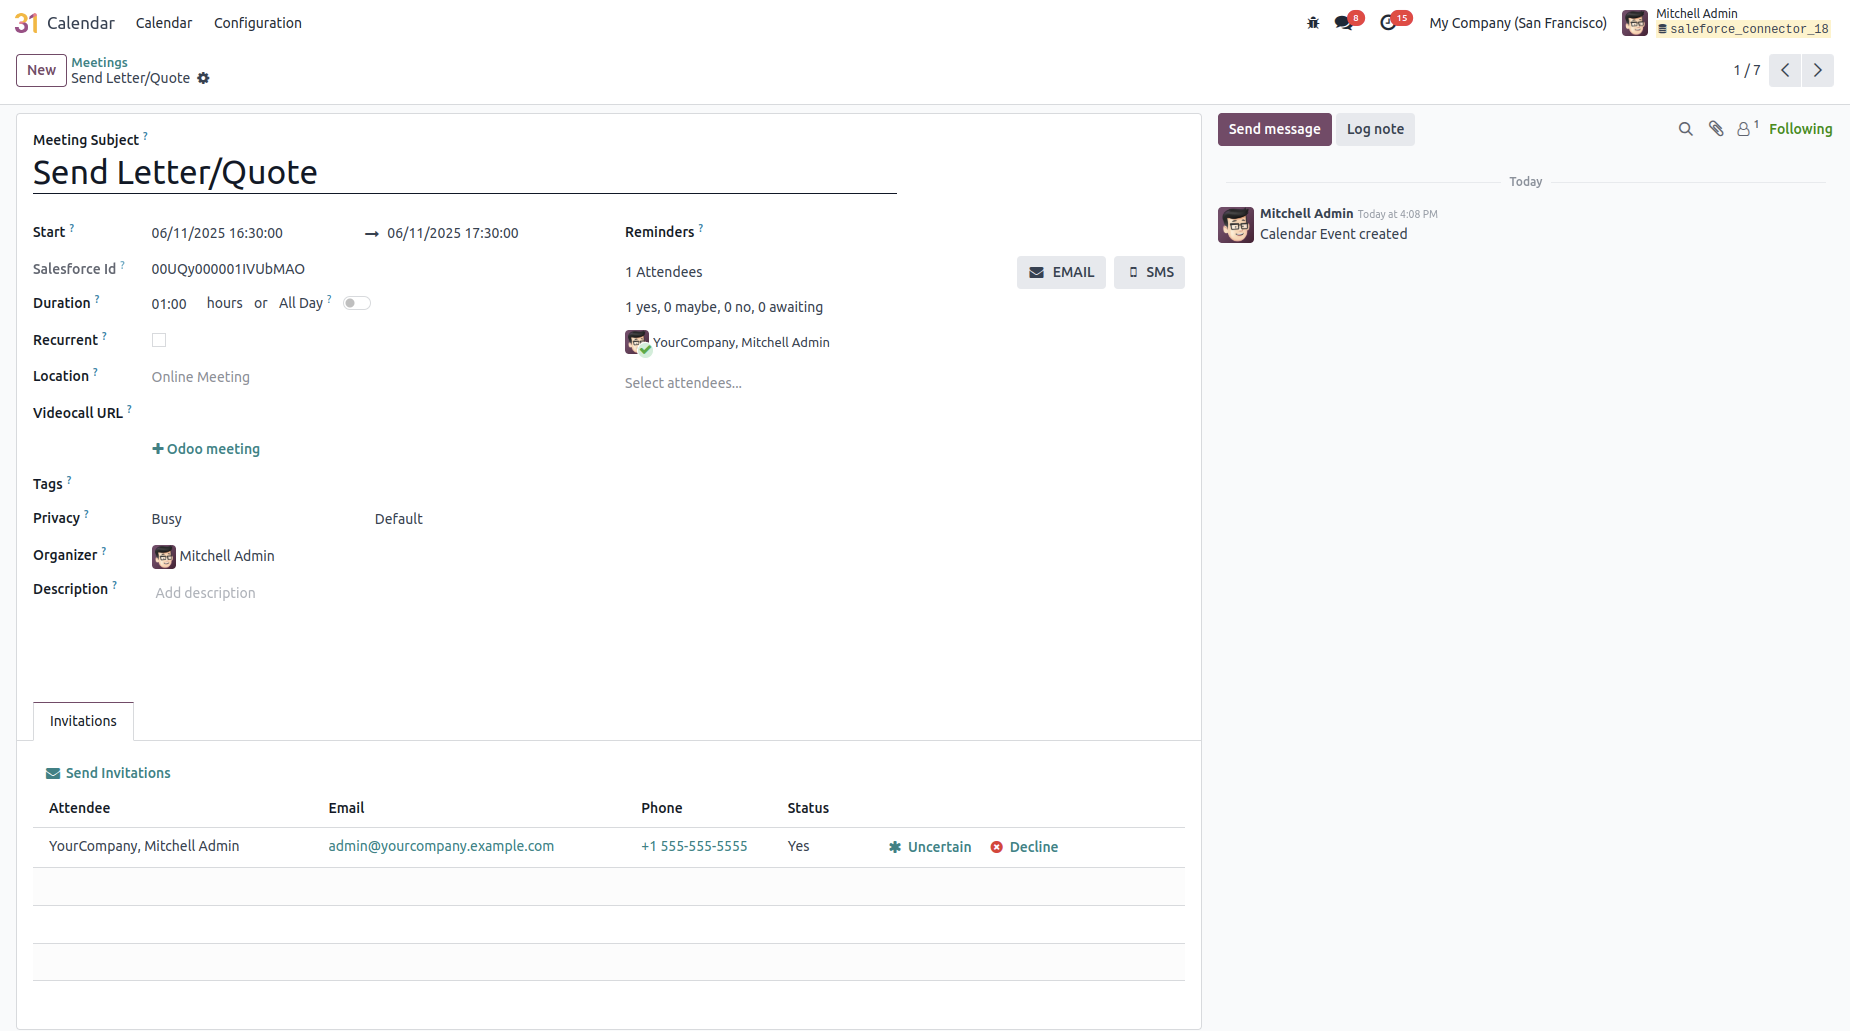 31 Calendar Calendar Configuration 8 15 My Company (San Francisco) Mitchell Admin
saleforce_connector_18
New Meetings 1 / 7
Send Letter/Quote
Meeting Subject ?
Send Letter/Quote
Start ? 06/11/2025 16:30:00 → 06/11/2025 17:30:00
Salesforce Id ? 00UQy000001IVUbMAO
Duration ? 01:00 hours or All Day ?
Recurrent ?
Location ? Online Meeting
Videocall URL ?
+ Odoo meeting
Tags ?
Privacy ? Busy Default
Organizer ? Mitchell Admin
Description ? Add description
Reminders ?
1 Attendees EMAIL SMS
1 yes, 0 maybe, 0 no, 0 awaiting
YourCompany, Mitchell Admin
Select attendees...
Invitations
Send Invitations
Attendee Email Phone Status
YourCompany, Mitchell Admin admin@yourcompany.example.com +1 555-555-5555 Yes Uncertain Decline
Send message Log note 1 Following
Today
Mitchell Admin Today at 4:08 PM
Calendar Event created